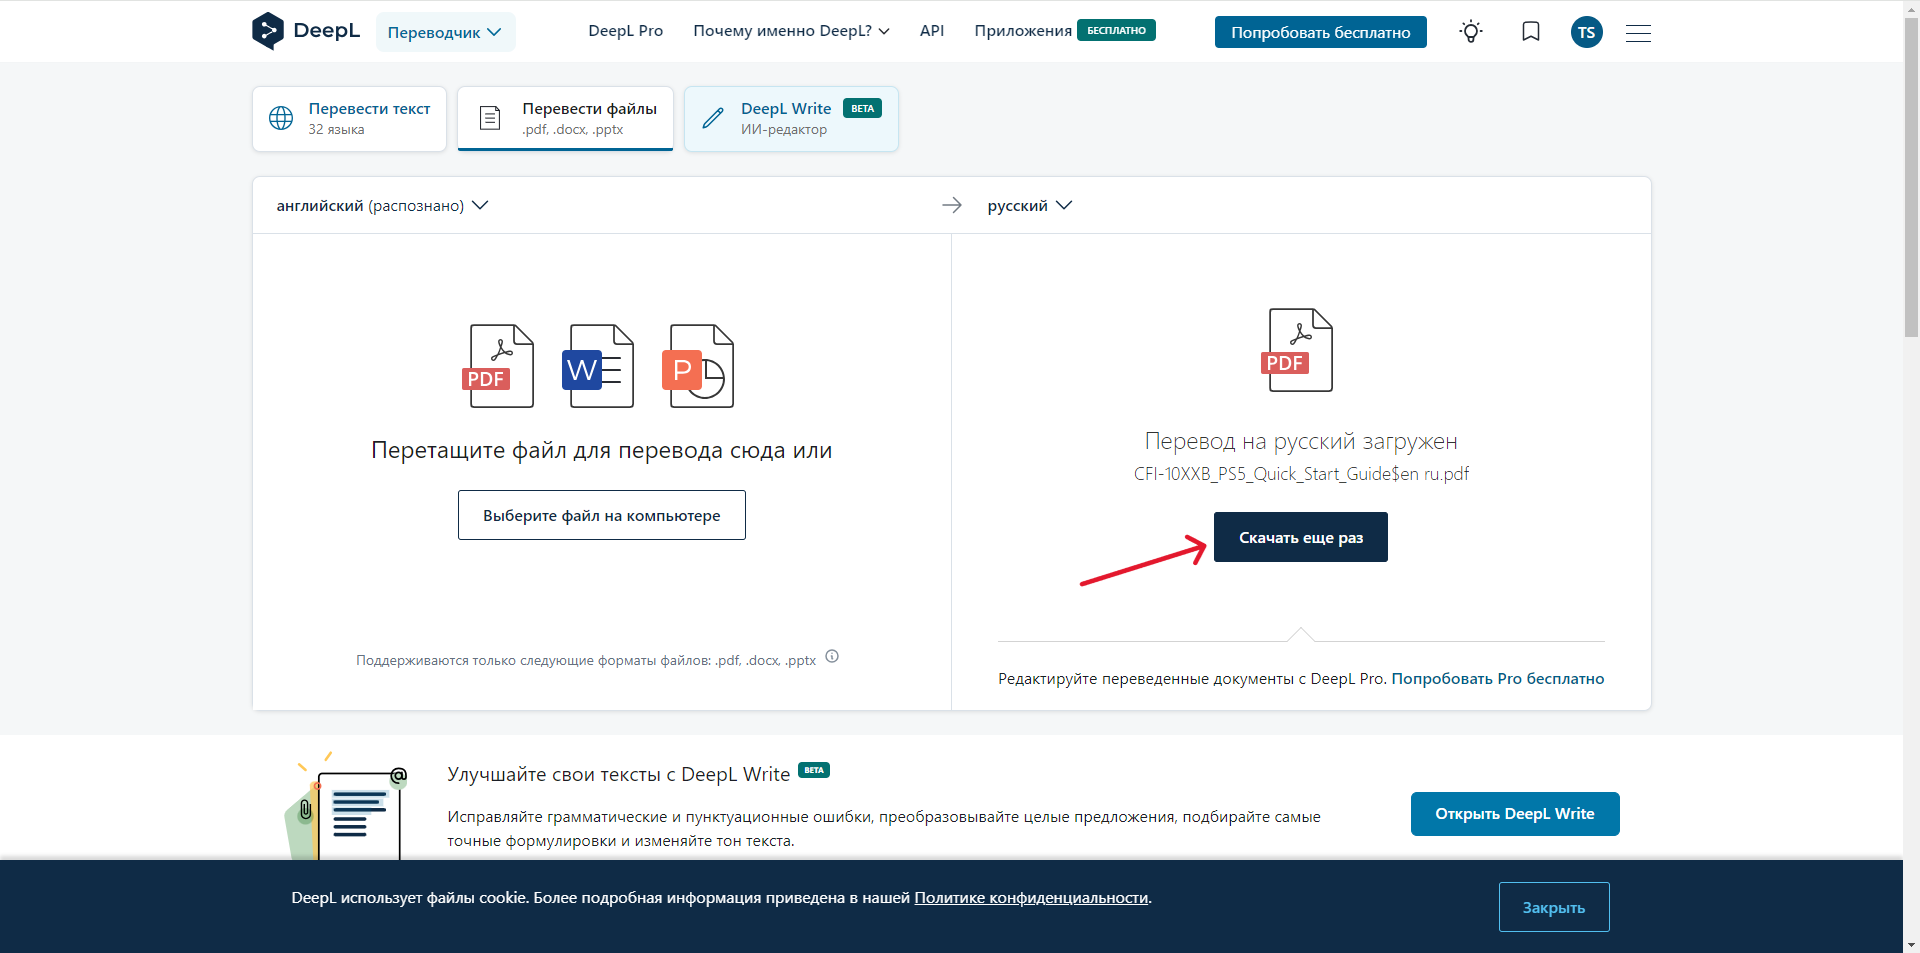 DeepL
Переводчик
DeepL Pro
Почему именно DeepL?
API
Приложения
БЕСПЛАТНО
Попробовать бесплатно
TS
Перевести текст
32 языка
Перевести файлы
.pdf, .docx, .pptx
DeepL Write
BETA
ИИ-редактор
английский (распознано)
русский
PDF
W
P
Перетащите файл для перевода сюда или
Выберите файл на компьютере
Поддерживаются только следующие форматы файлов: .pdf, .docx, .pptx
PDF
Перевод на русский загружен
CFI-10XXB_PS5_Quick_Start_Guide$en ru.pdf
Скачать еще раз
Редактируйте переведенные документы с DeepL Pro. Попробовать Pro бесплатно
@
Улучшайте свои тексты с DeepL Write
BETA
Исправляйте грамматические и пунктуационные ошибки, преобразовывайте целые предложения, подбирайте самые
точные формулировки и изменяйте тон текста.
Открыть DeepL Write
DeepL использует файлы cookie. Более подробная информация приведена в нашей Политике конфиденциальности.
Закрыть